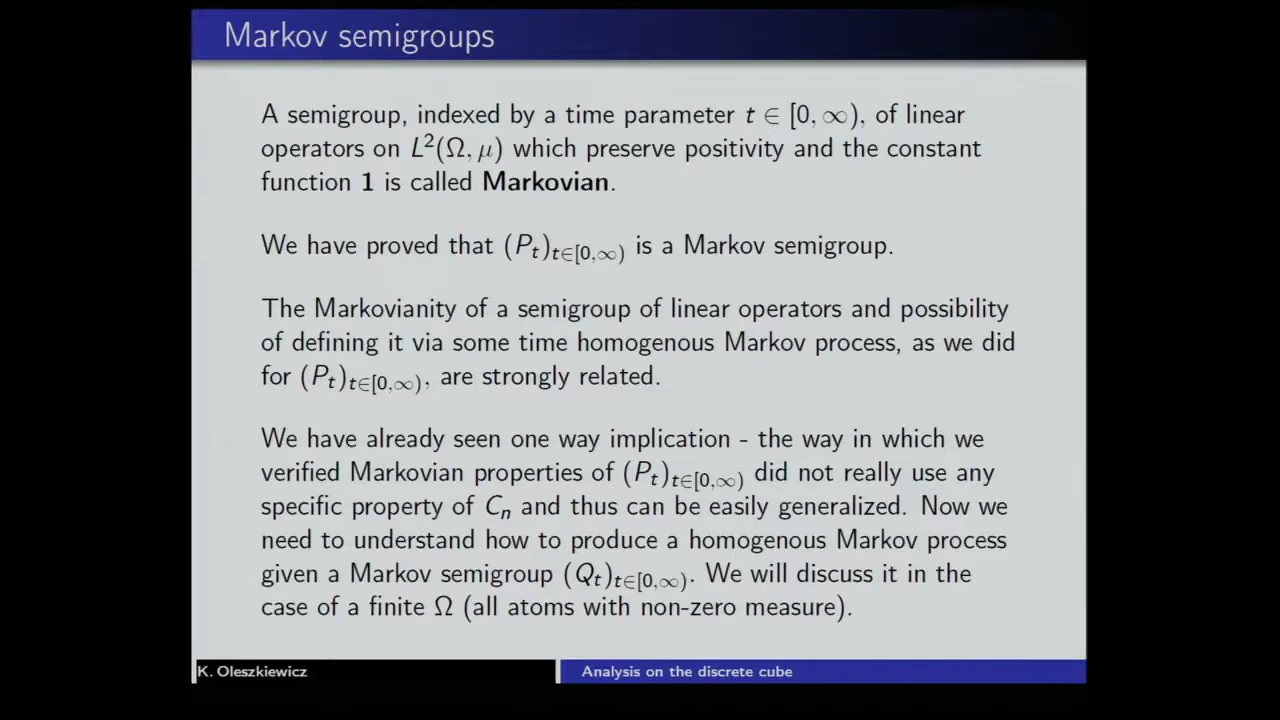 Markov semigroups
A semigroup, indexed by a time parameter t ∈ [0, ∞), of linear
operators on L²(Ω, μ) which preserve positivity and the constant
function 1 is called Markovian.
We have proved that (Pₜ)ₜ∈[0,∞) is a Markov semigroup.
The Markovianity of a semigroup of linear operators and possibility
of defining it via some time homogenous Markov process, as we did
for (Pₜ)ₜ∈[0,∞), are strongly related.
We have already seen one way implication - the way in which we
verified Markovian properties of (Pₜ)ₜ∈[0,∞) did not really use any
specific property of Cₙ and thus can be easily generalized. Now we
need to understand how to produce a homogenous Markov process
given a Markov semigroup (Qₜ)ₜ∈[0,∞). We will discuss it in the
case of a finite Ω (all atoms with non-zero measure).
K. Oleszkiewicz
Analysis on the discrete cube